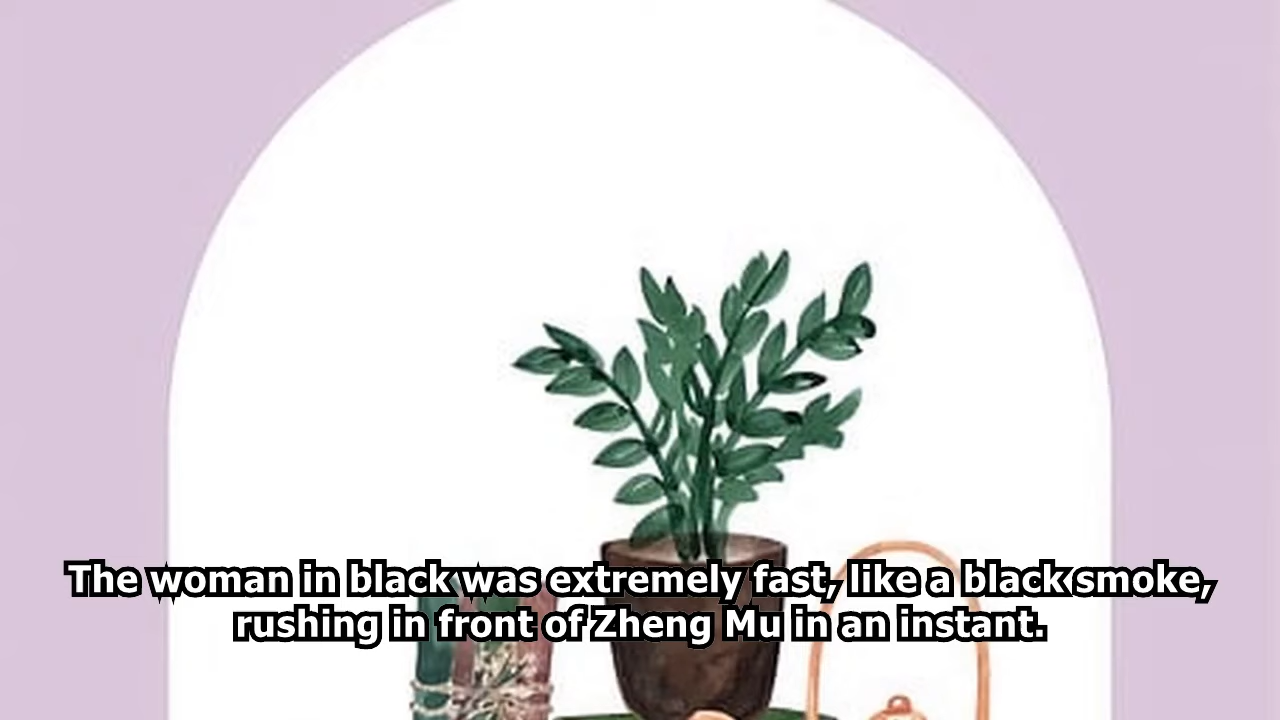 The woman in black was extremely fast, like a black smoke,
rushing in front of Zheng Mu in an instant.